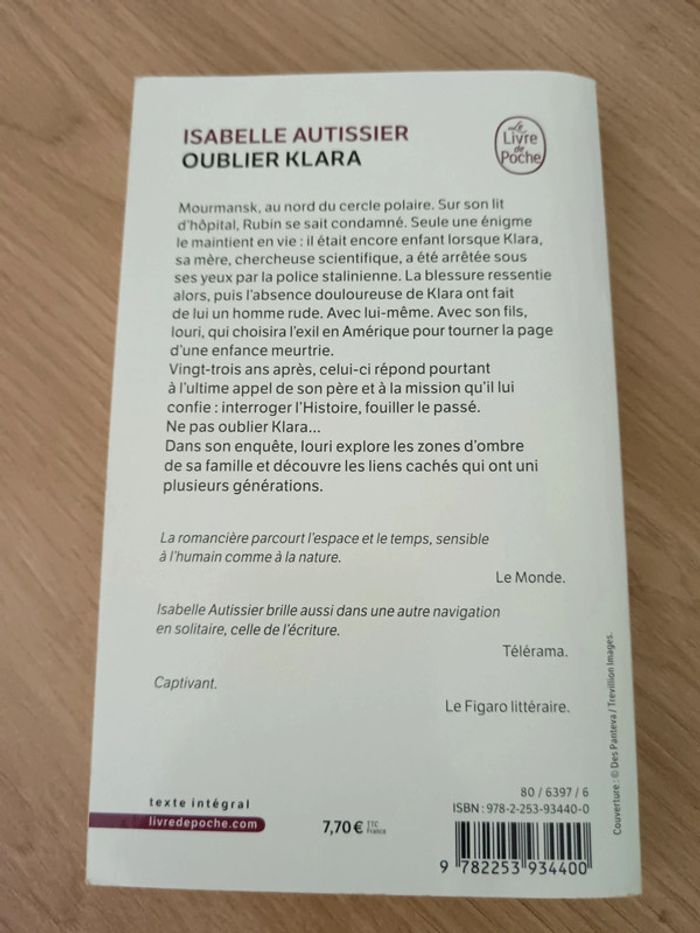 ISABELLE AUTISSIER
OUBLIER KLARA
Le
Livre
de
Poche
Mourmansk, au nord du cercle polaire. Sur son lit
d'hôpital, Rubin se sait condamné. Seule une énigme
le maintient en vie : il était encore enfant lorsque Klara,
sa mère, chercheuse scientifique, a été arrêtée sous
ses yeux par la police stalinienne. La blessure ressentie
alors, puis l'absence douloureuse de Klara ont fait
de lui un homme rude. Avec lui-même. Avec son fils,
Iouri, qui choisira l'exil en Amérique pour tourner la page
d'une enfance meurtrie.
Vingt-trois ans après, celui-ci répond pourtant
à l'ultime appel de son père et à la mission qu'il lui
confie : interroger l'Histoire, fouiller le passé.
Ne pas oublier Klara...
Dans son enquête, Iouri explore les zones d'ombre
de sa famille et découvre les liens cachés qui ont uni
plusieurs générations.
La romancière parcourt l'espace et le temps, sensible
à l'humain comme à la nature.
Le Monde.
Isabelle Autissier brille aussi dans une autre navigation
en solitaire, celle de l'écriture.
Télérama.
Captivant.
Le Figaro littéraire.
Couverture : © Des Panteva / Trevillion Images.
texte intégral
livredepoche.com
7,70 € TTC
France
80 / 6397 / 6
ISBN : 978-2-253-93440-0
9 782253 934400